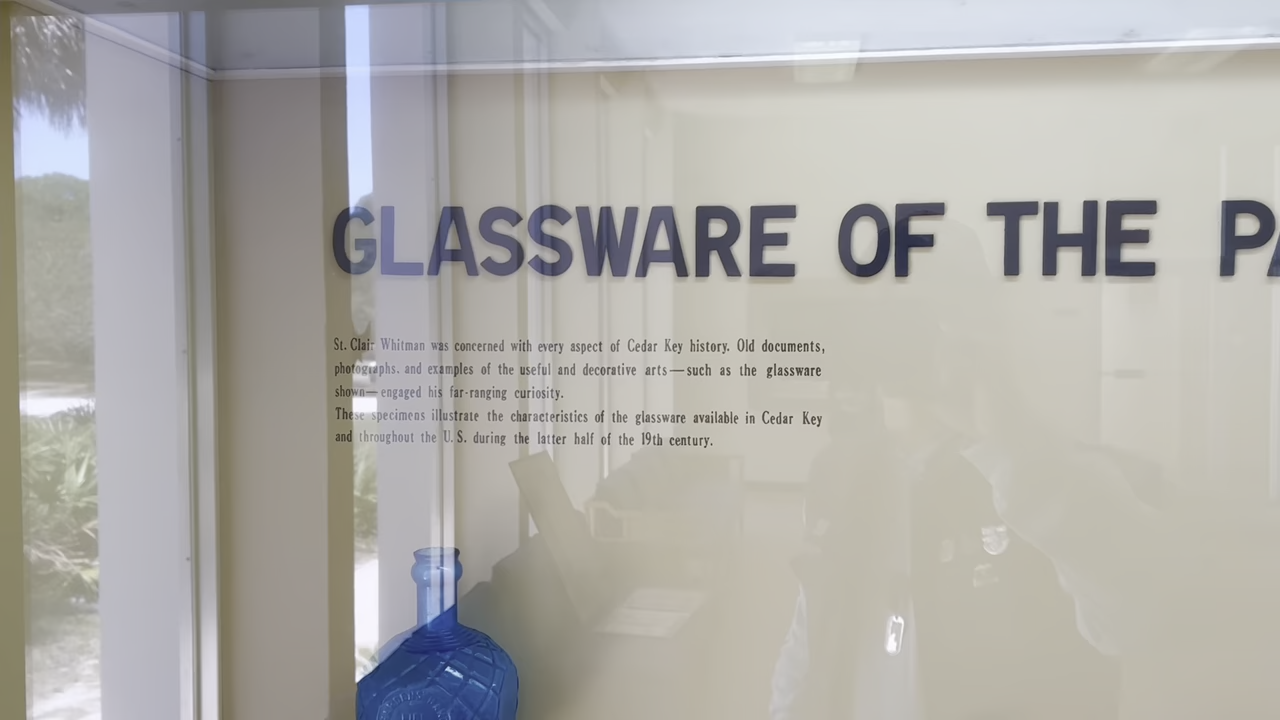 GLASSWARE OF THE PA
St. Clair Whitman was concerned with every aspect of Cedar Key history. Old documents,
photographs. and examples of the useful and decorative arts—such as the glassware
shown—engaged his far-ranging curiosity.
These specimens illustrate the characteristics of the glassware available in Cedar Key
and throughout the U.S. during the latter half of the 19th century.